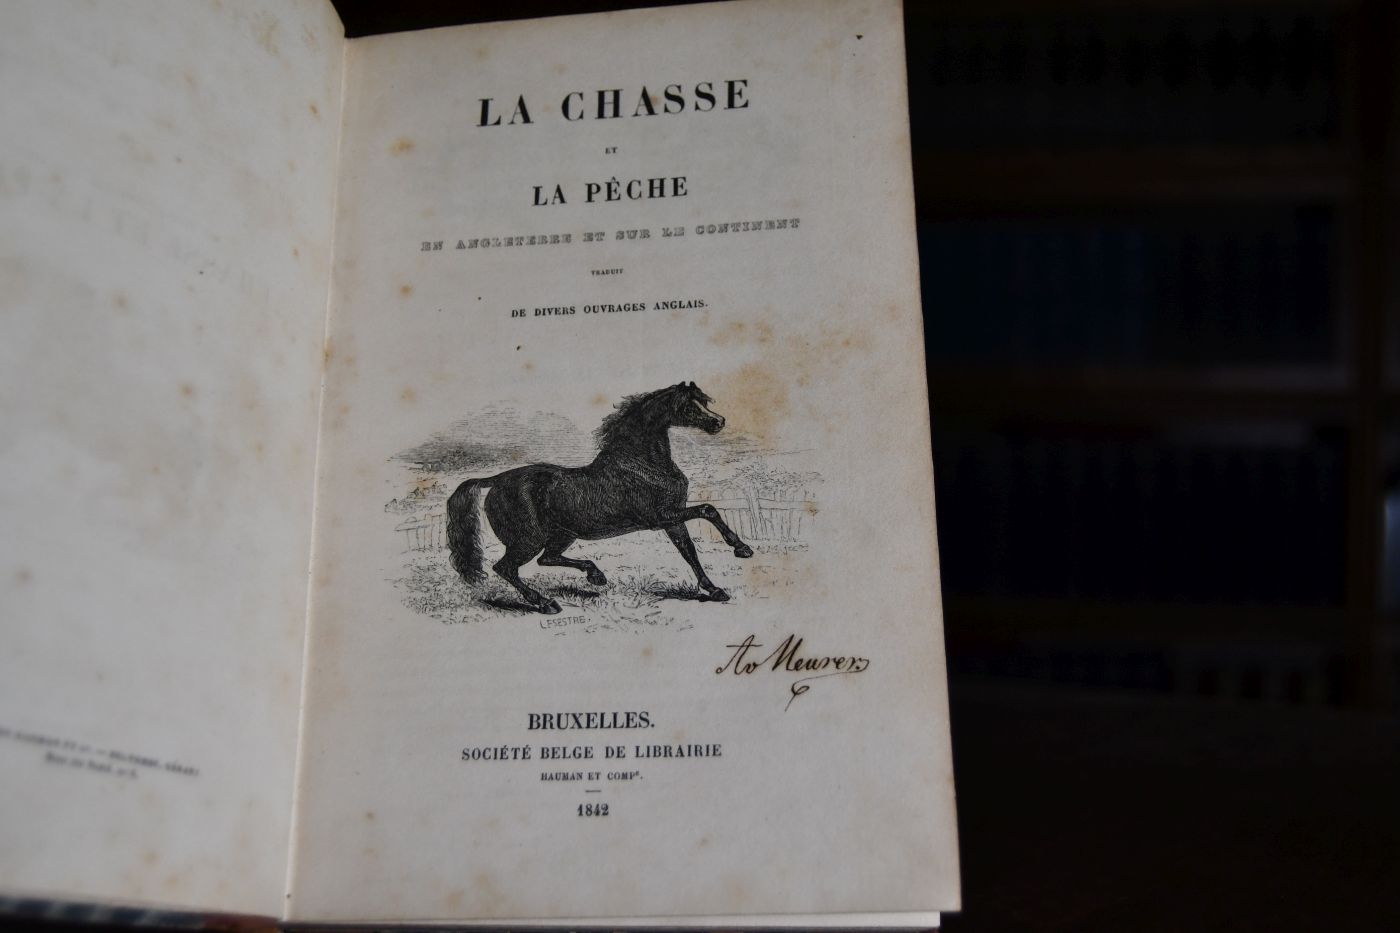 LA CHASSE
ET
LA PÊCHE
EN ANGLETERRE ET SUR LE CONTINENT
TRADUIT
DE DIVERS OUVRAGES ANGLAIS.
LESESTRE.
Meurers
BRUXELLES.
SOCIÉTÉ BELGE DE LIBRAIRIE
HAUMAN ET COMPe.
1842